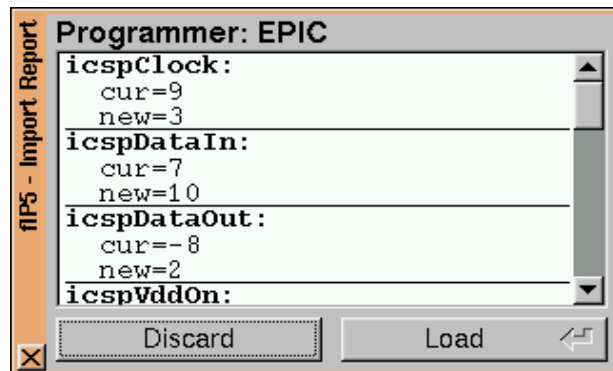 fIP5 - Import Report
Programmer: EPIC
icspClock:
cur=9
new=3
icspDataIn:
cur=7
new=10
icspDataOut:
cur=-8
new=2
icspVddOn:
Discard
Load